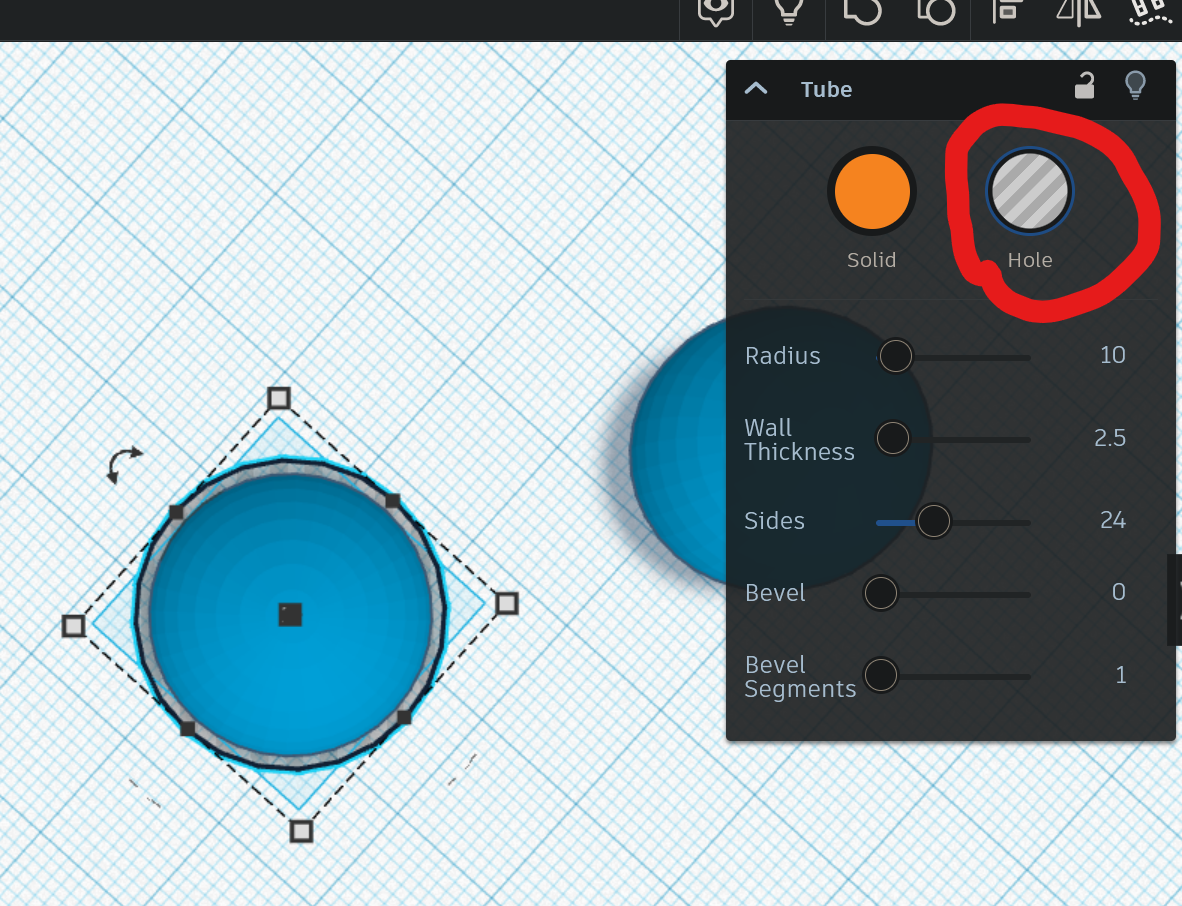 Tube
Solid
Hole
Radius
10
Wall
Thickness
2.5
Sides
24
Bevel
0
Bevel
Segments
1